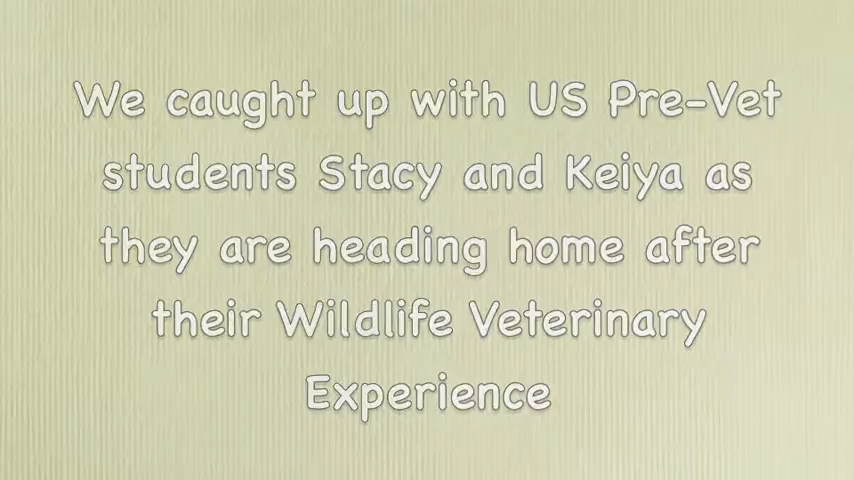 We caught up with US Pre-Vet
students Stacy and Keiya as
they are heading home after
their Wildlife Veterinary
Experience